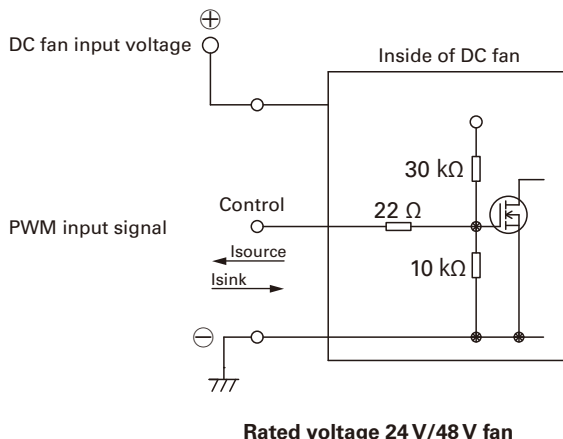 ⊕
DC fan input voltage
Inside of DC fan
30 kΩ
Control
22 Ω
PWM input signal
Isource
10 kΩ
Isink
⊖
Rated voltage 24 V/48 V fan